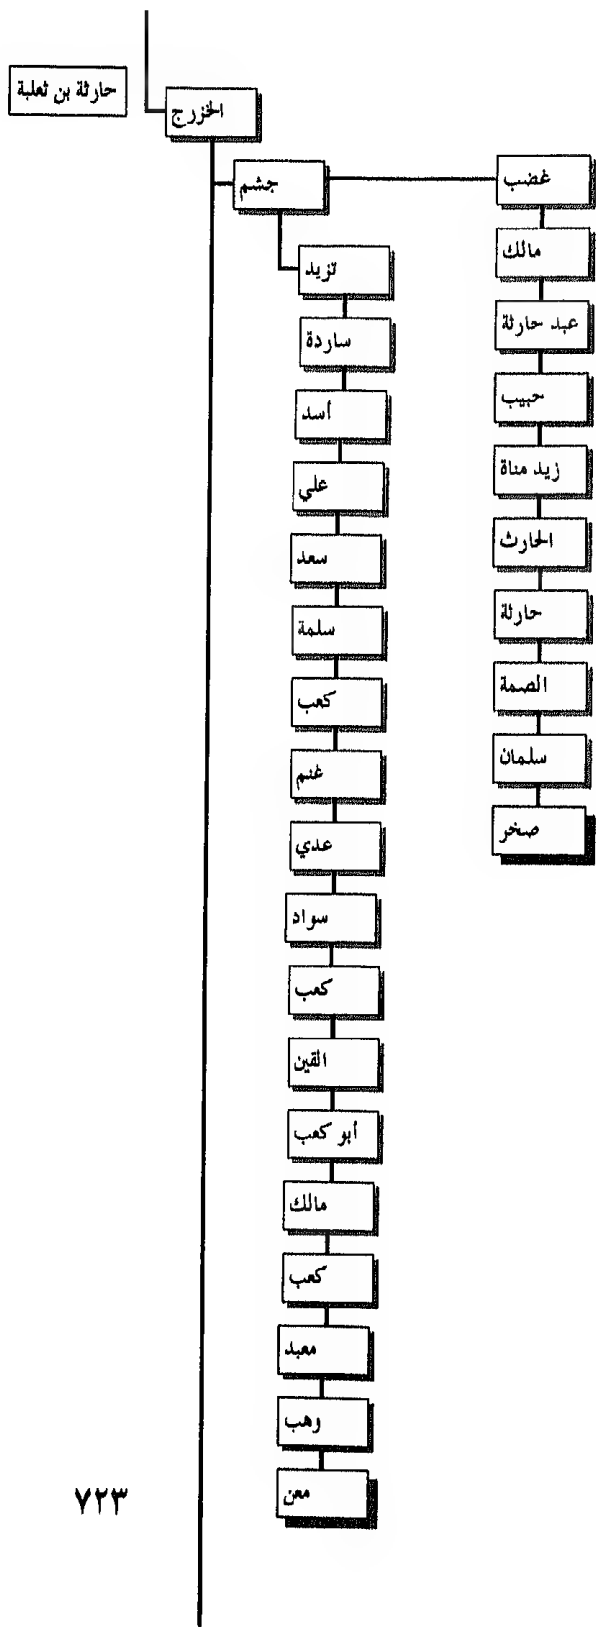 حارثة بن ثعلبة
الخزرج
جشم
غضب
مالك
عبد حارثة
حبيب
زيد مناة
الحارث
حارثة
الصمة
سلمان
صخر
تزيد
ساردة
أسد
علي
سعد
سلمة
كعب
غنم
عدي
سواد
كعب
القين
أبو كعب
مالك
كعب
معبد
وهب
معن
٧٢٣